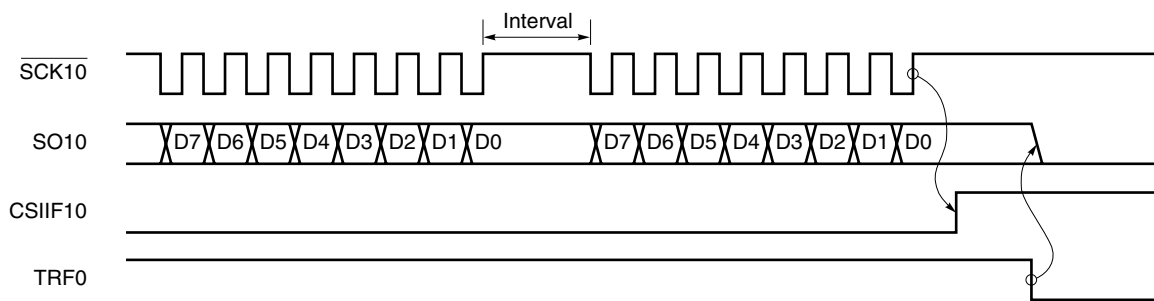 Interval
SCK10
SO10 D7 D6 D5 D4 D3 D2 D1 D0 D7 D6 D5 D4 D3 D2 D1 D0
CSIIF10
TRF0